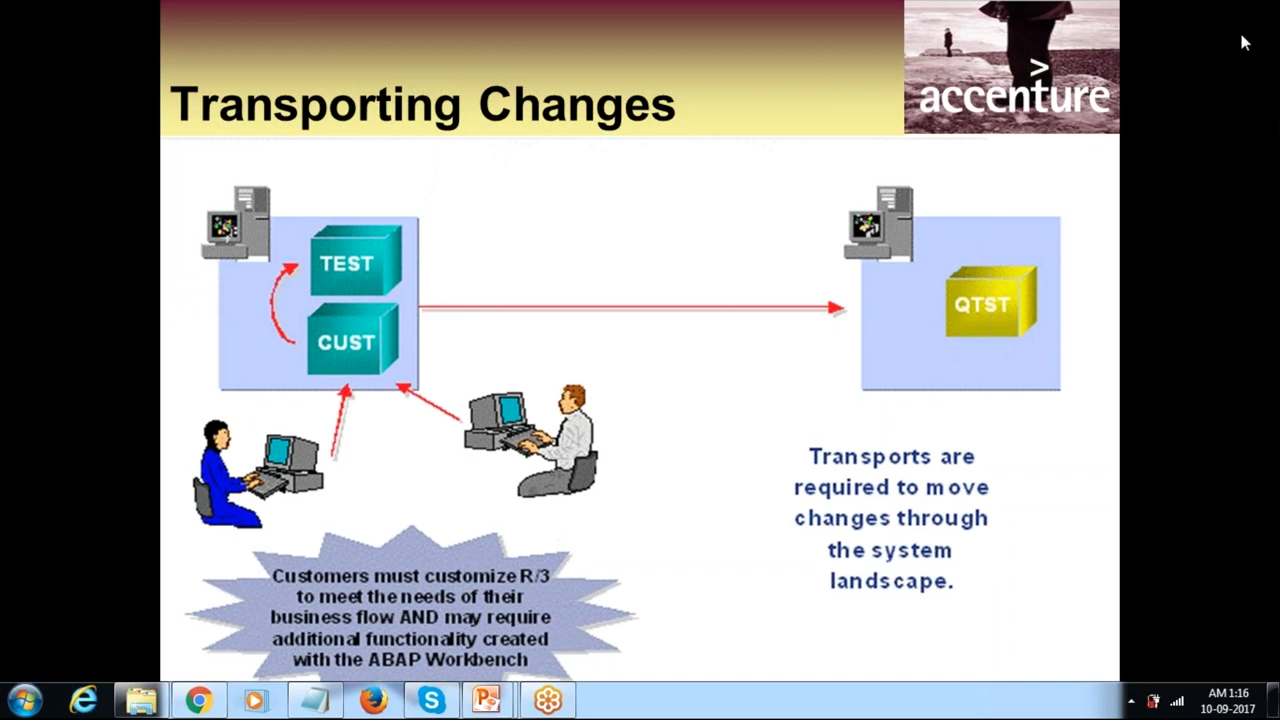 Transporting Changes
>
accenture
TEST
CUST
QTST
Transports are
required to move
changes through
the system
landscape.
Customers must customize R/3
to meet the needs of their
business flow AND may require
additional functionality created
with the ABAP Workbench
AM 1:16
10-09-2017